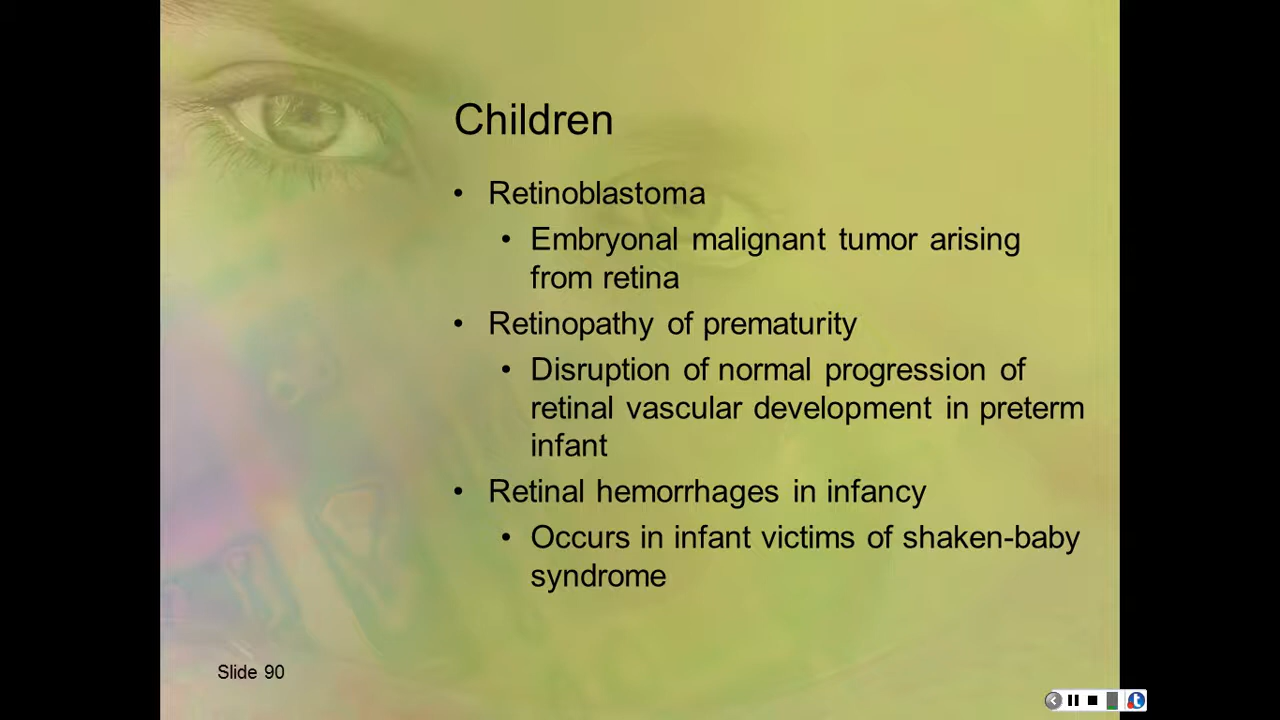 Children
• Retinoblastoma
• Embryonal malignant tumor arising
from retina
• Retinopathy of prematurity
• Disruption of normal progression of
retinal vascular development in preterm
infant
• Retinal hemorrhages in infancy
• Occurs in infant victims of shaken-baby
syndrome
Slide 90